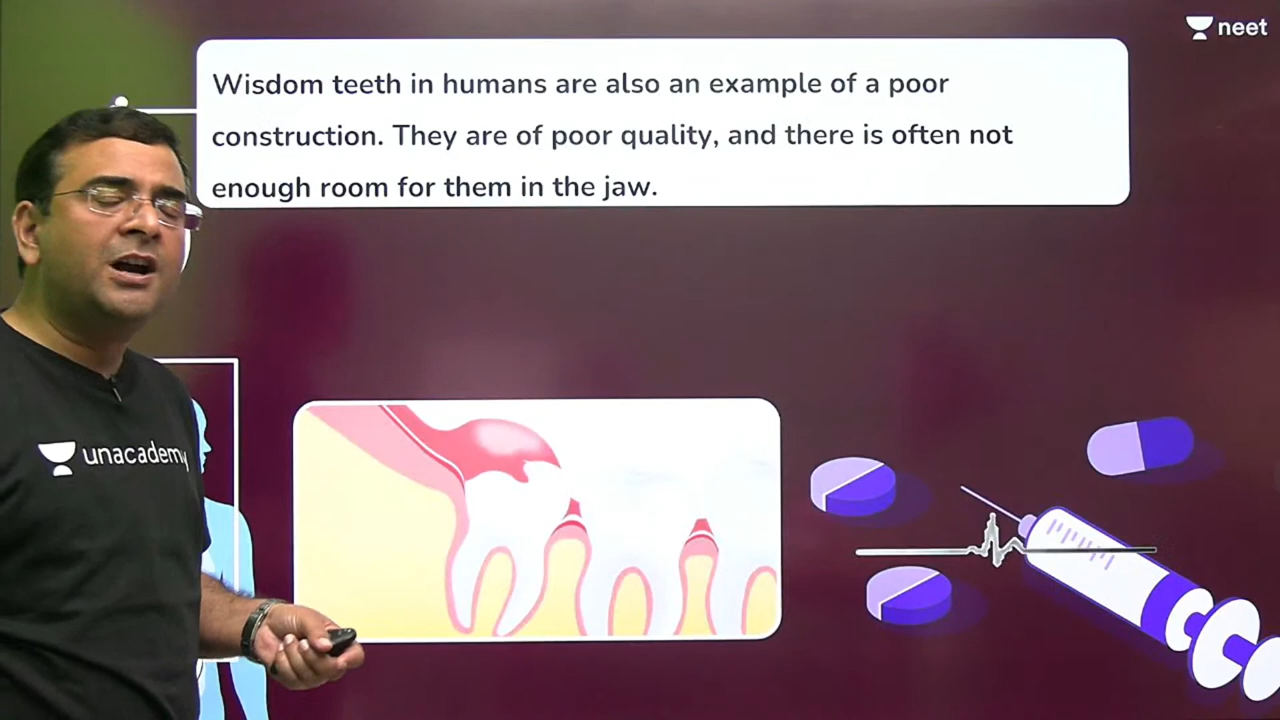 neet
Wisdom teeth in humans are also an example of a poor
construction. They are of poor quality, and there is often not
enough room for them in the jaw.
unacademy